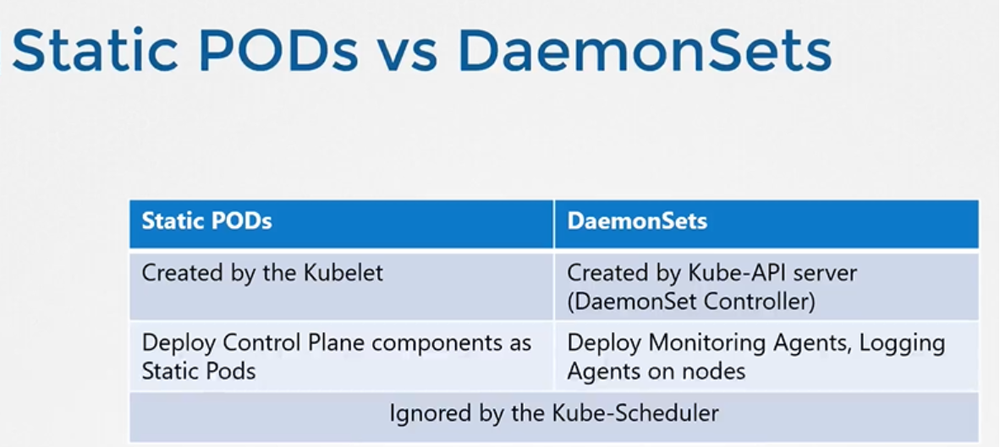 Static PODs vs DaemonSets
Static PODs
DaemonSets
Created by the Kubelet
Created by Kube-API server
(DaemonSet Controller)
Deploy Control Plane components as
Static Pods
Deploy Monitoring Agents, Logging
Agents on nodes
Ignored by the Kube-Scheduler